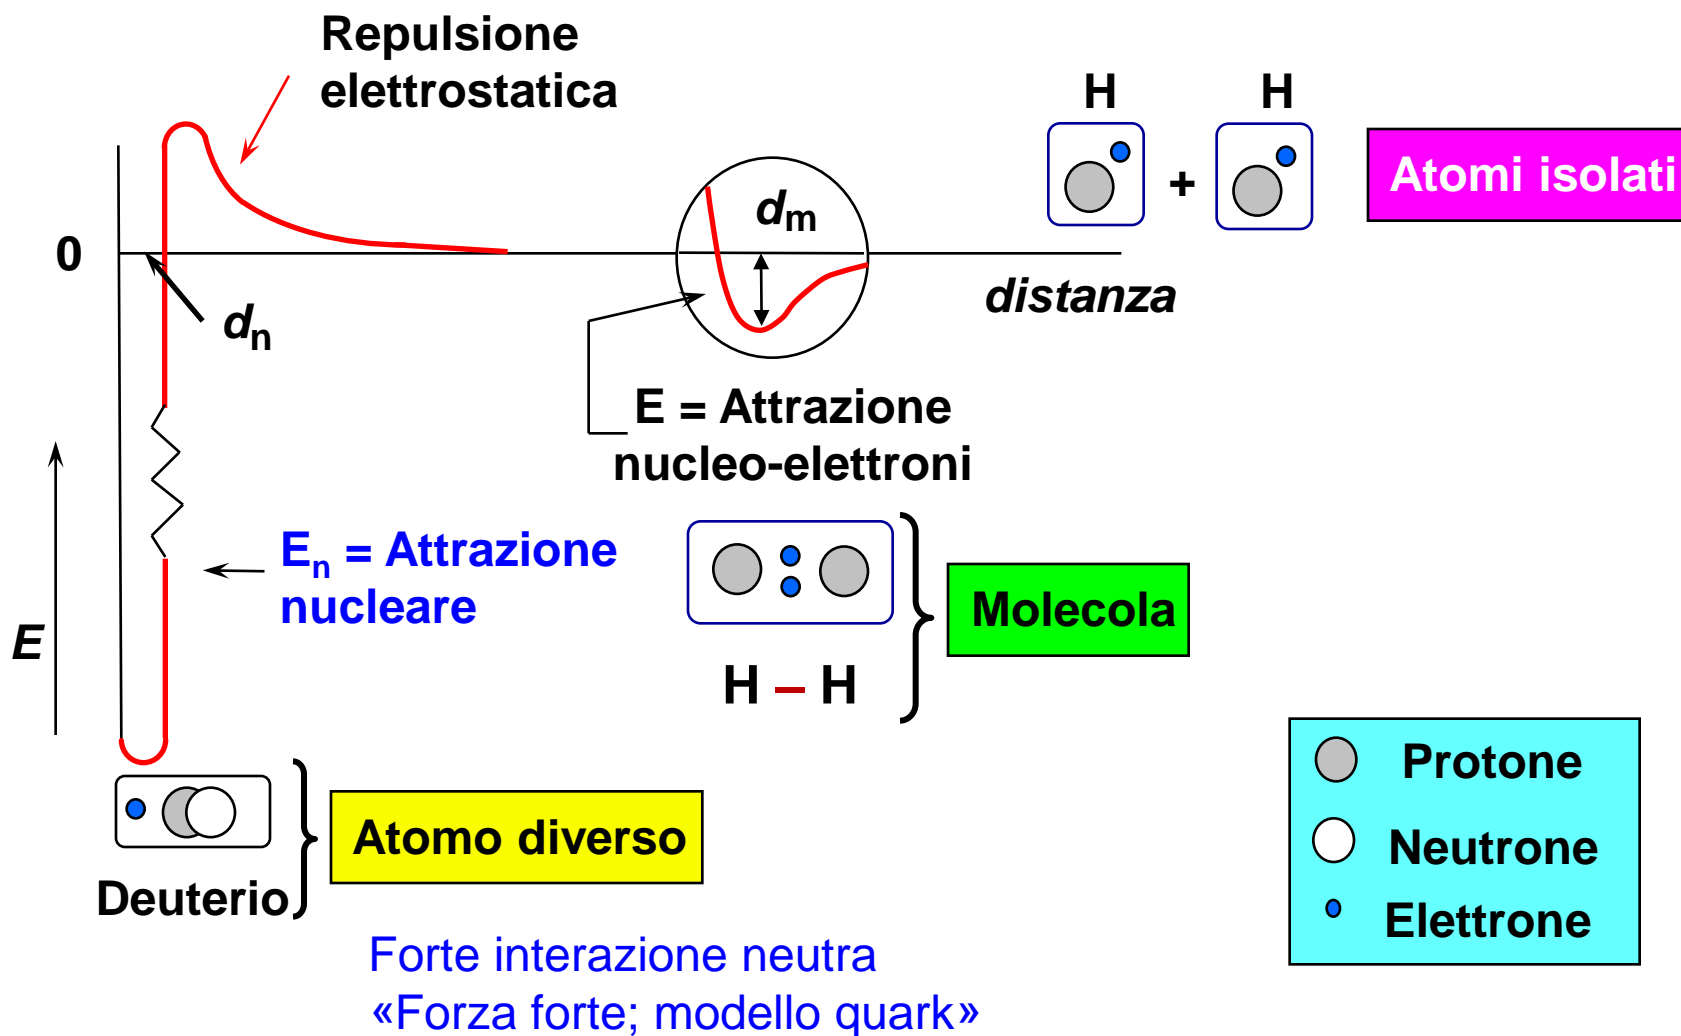 Repulsione
elettrostatica
H H
+
Atomi isolati
0
dm
dn
distanza
E = Attrazione
nucleo-elettroni
En = Attrazione
nucleare
E
Molecola
H – H
Protone
Neutrone
Elettrone
Atomo diverso
Deuterio
Forte interazione neutra
«Forza forte; modello quark»